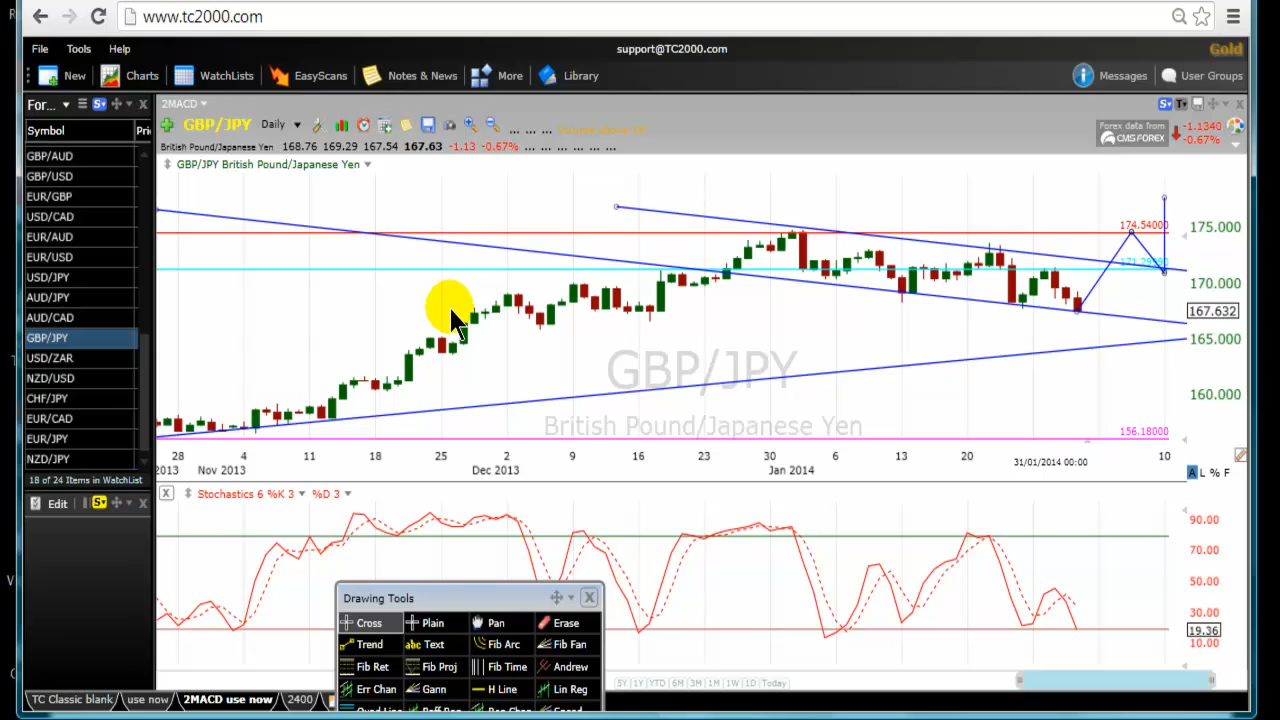 www.tc2000.com
File Tools Help support@TC2000.com Gold
New Charts WatchLists EasyScans Notes & News More Library Messages User Groups
For... S
2MACD
Symbol Pri
GBP/JPY Daily
Forex data from
CMS FOREX
-1.1340
-0.67%
British Pound/Japanese Yen 168.76 169.29 167.54 167.63 -1.13 -0.67% ... ... ... ... ... ...
GBP/JPY British Pound/Japanese Yen
GBP/AUD
GBP/USD
EUR/GBP
USD/CAD
EUR/AUD
EUR/USD
USD/JPY
AUD/JPY
AUD/CAD
GBP/JPY
USD/ZAR
NZD/USD
CHF/JPY
EUR/CAD
EUR/JPY
NZD/JPY
18 of 24 Items in WatchList
Edit S
174.54000
175.000
170.000
167.632
165.000
160.000
156.18000
GBP/JPY
British Pound/Japanese Yen
28 4 11 18 25 2 9 16 23 30 6 13 20 31/01/2014 00:00 10
2013 Nov 2013 Dec 2013 Jan 2014
A L % F
X Stochastics 6 %K 3 %D 3
90.00
70.00
50.00
30.00
19.36
10.00
Drawing Tools X
Cross Plain Pan Erase
Trend abc Text Fib Arc Fib Fan
Fib Ret Fib Proj Fib Time Andrew
Err Chan Gann H Line Lin Reg
5Y 1Y YTD 6M 3M 1M 1W 1D Today
TC Classic blank use now 2MACD use now 2400